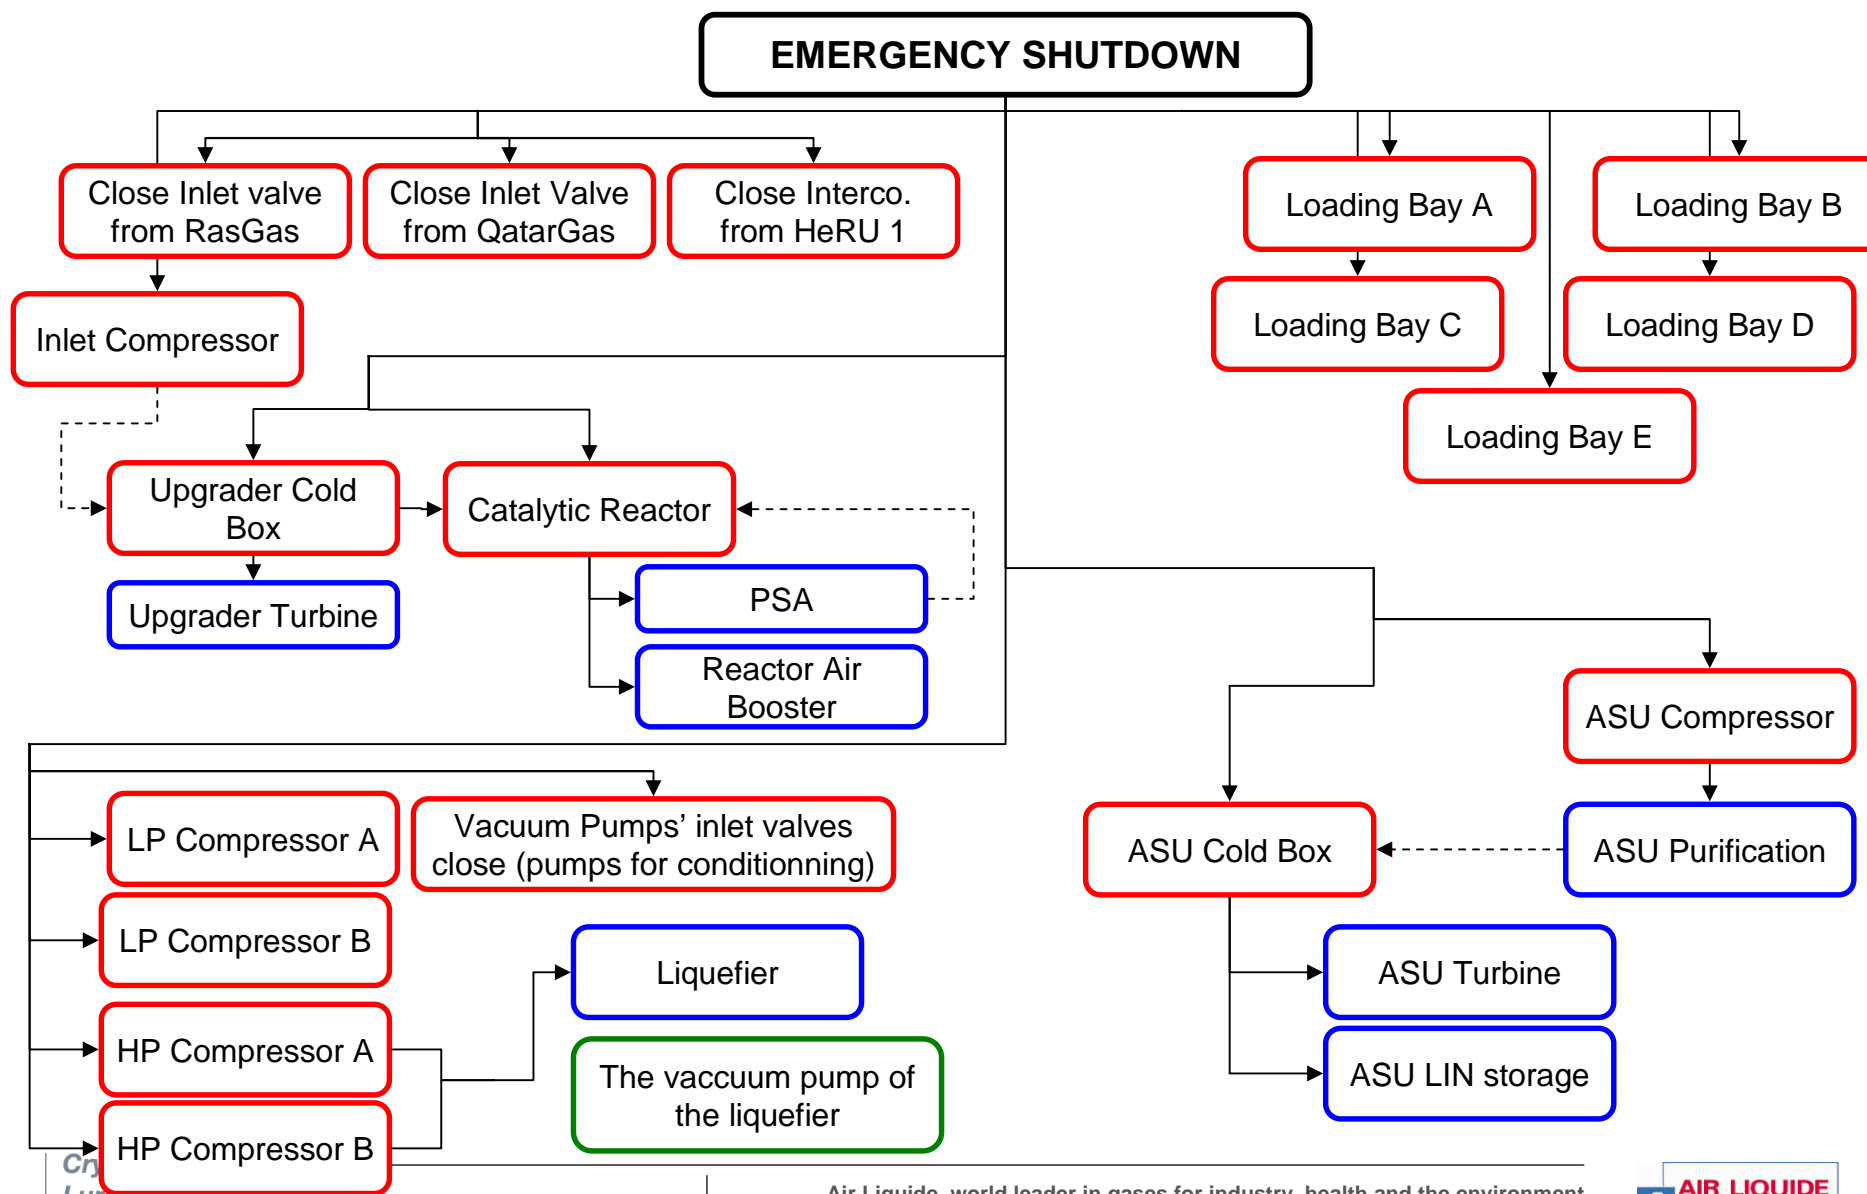 EMERGENCY SHUTDOWN
Close Inlet valve
from RasGas
Close Inlet Valve
from QatarGas
Close Interco.
from HeRU 1
Loading Bay A
Loading Bay B
Inlet Compressor
Loading Bay C
Loading Bay D
Loading Bay E
Upgrader Cold
Box
Catalytic Reactor
Upgrader Turbine
PSA
Reactor Air
Booster
ASU Compressor
LP Compressor A
Vacuum Pumps’ inlet valves
close (pumps for conditionning)
ASU Cold Box
ASU Purification
LP Compressor B
Liquefier
ASU Turbine
HP Compressor A
The vaccuum pump of
the liquefier
ASU LIN storage
HP Compressor B
Air Liquide, world leader in gases for industry, health and the environment
AIR LIQUIDE